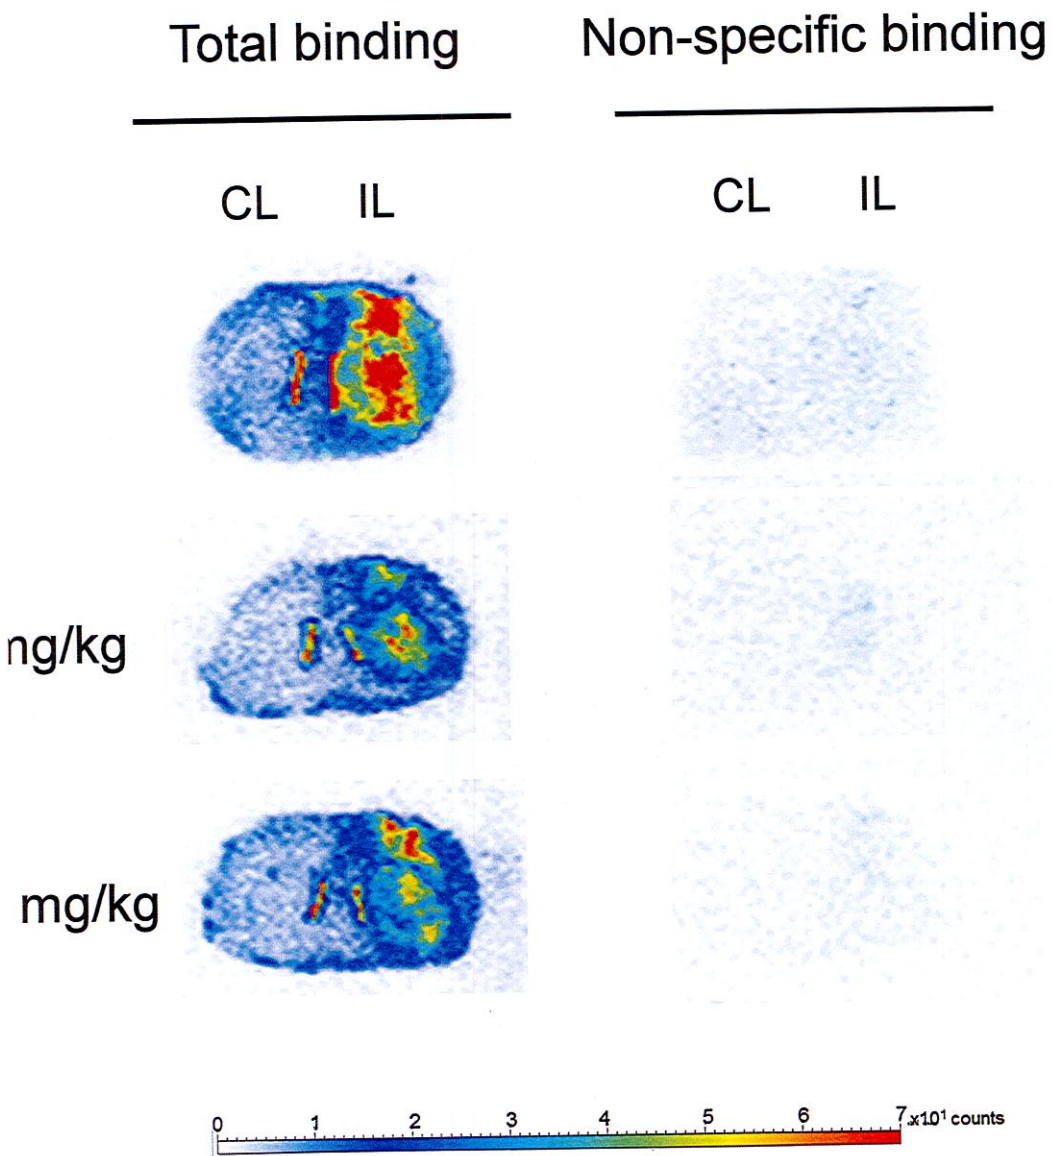 Total binding Non-specific binding
CL IL CL IL
mg/kg
mg/kg
0 1 2 3 4 5 6 7 x10¹ counts